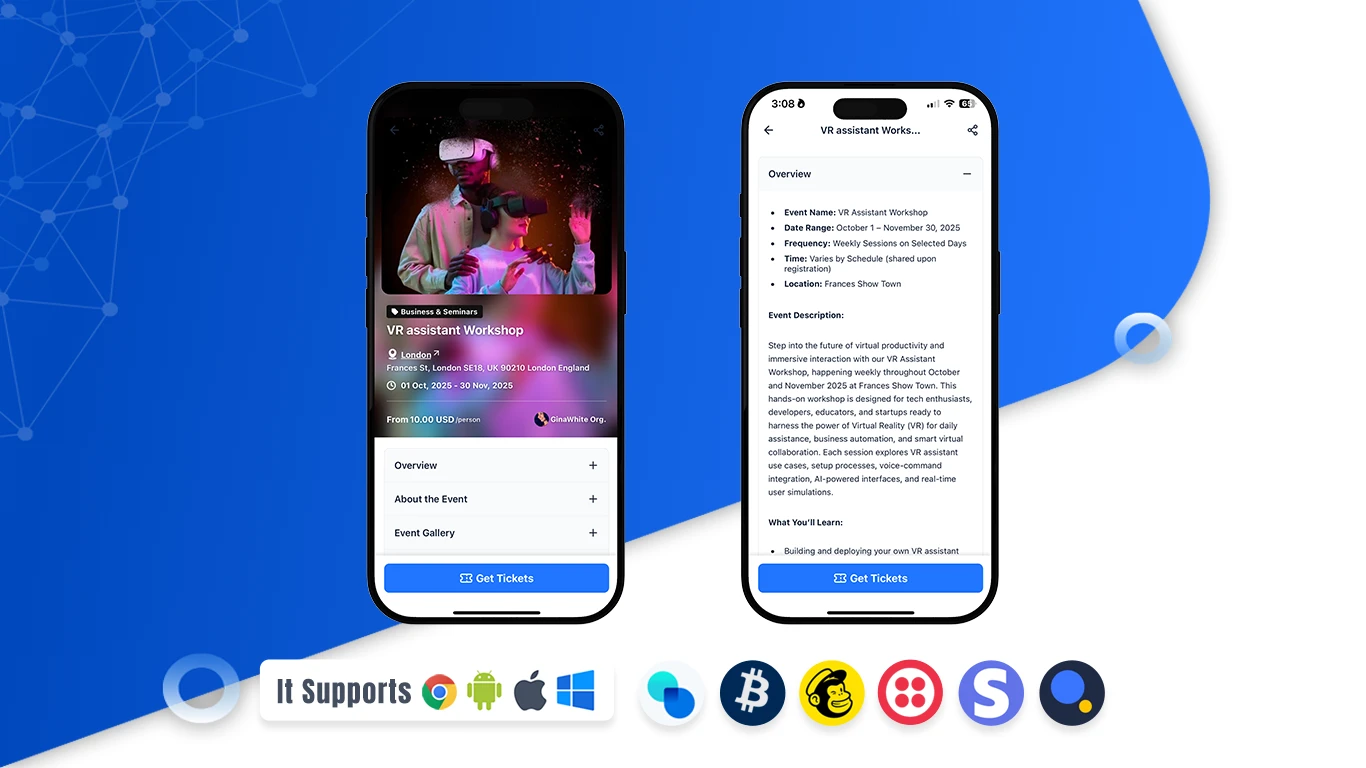 Business & Seminars
VR assistant Workshop
London
Frances St, London SE18, UK 90210 London England
01 Oct, 2025 - 30 Nov, 2025
From 10.00 USD /person
GinaWhite Org.
Overview
About the Event
Event Gallery
Get Tickets
3:08
VR assistant Works...
Overview
• Event Name: VR Assistant Workshop
• Date Range: October 1 – November 30, 2025
• Frequency: Weekly Sessions on Selected Days
• Time: Varies by Schedule (shared upon
registration)
• Location: Frances Show Town
Event Description:
Step into the future of virtual productivity and
immersive interaction with our VR Assistant
Workshop, happening weekly throughout October
and November 2025 at Frances Show Town. This
hands-on workshop is designed for tech enthusiasts,
developers, educators, and startups ready to
harness the power of Virtual Reality (VR) for daily
assistance, business automation, and smart virtual
collaboration. Each session explores VR assistant
use cases, setup processes, voice-command
integration, AI-powered interfaces, and real-time
user simulations.
What You'll Learn:
• Building and deploying your own VR assistant
Get Tickets
It Supports